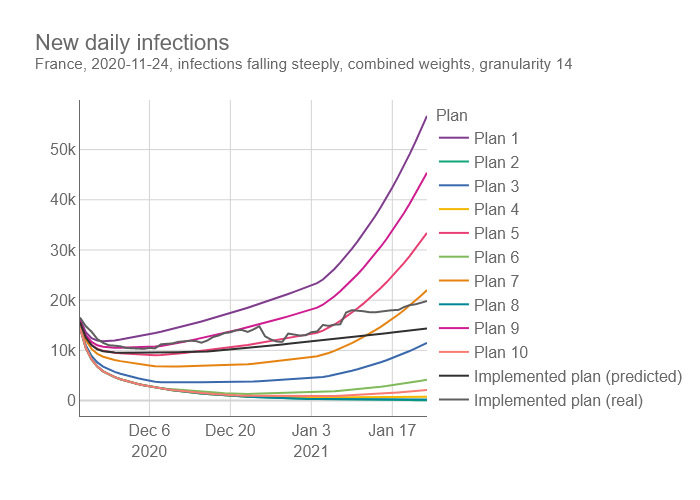 New daily infections
France, 2020-11-24, infections falling steeply, combined weights, granularity 14
Plan
Plan 1
Plan 2
Plan 3
Plan 4
Plan 5
Plan 6
Plan 7
Plan 8
Plan 9
Plan 10
Implemented plan (predicted)
Implemented plan (real)
50k
40k
30k
20k
10k
0
Dec 6
2020
Dec 20
Jan 3
2021
Jan 17